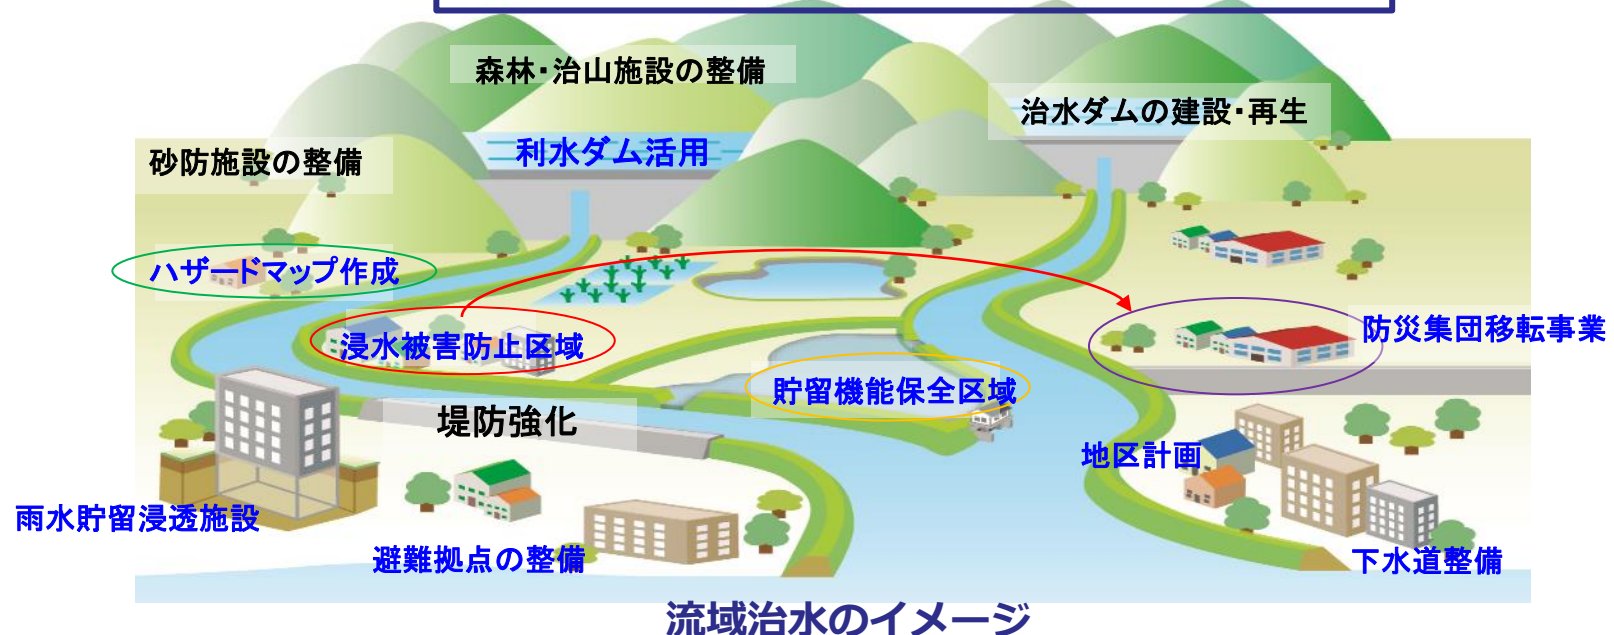 森林・治山施設の整備
治水ダムの建設・再生
利水ダム活用
砂防施設の整備
ハザードマップ作成
浸水被害防止区域
防災集団移転事業
貯留機能保全区域
堤防強化
地区計画
雨水貯留浸透施設
避難拠点の整備
下水道整備
流域治水のイメージ